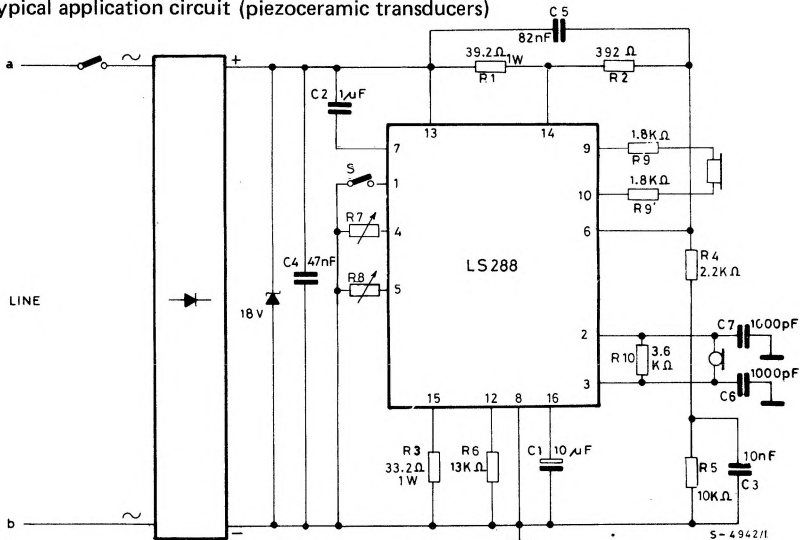 ypical application circuit (piezoceramic transducers)
C5
82nF
a
~
+
39.2Ω 1W
R1
392 Ω
R2
C2 1μF
13
14
7
9
1.8KΩ
R9
S
1
10
1.8KΩ
R9'
R7
4
6
LS288
R4
2.2KΩ
C4 47nF
R8
5
LINE
18V
2
C7 1000pF
R10 3.6 KΩ
3
1000pF
C6
15
12
8
16
R3
33.2Ω
1W
R6
13KΩ
C1 10μF
R5
10KΩ
10nF
C3
b
~
−
S-4942/1